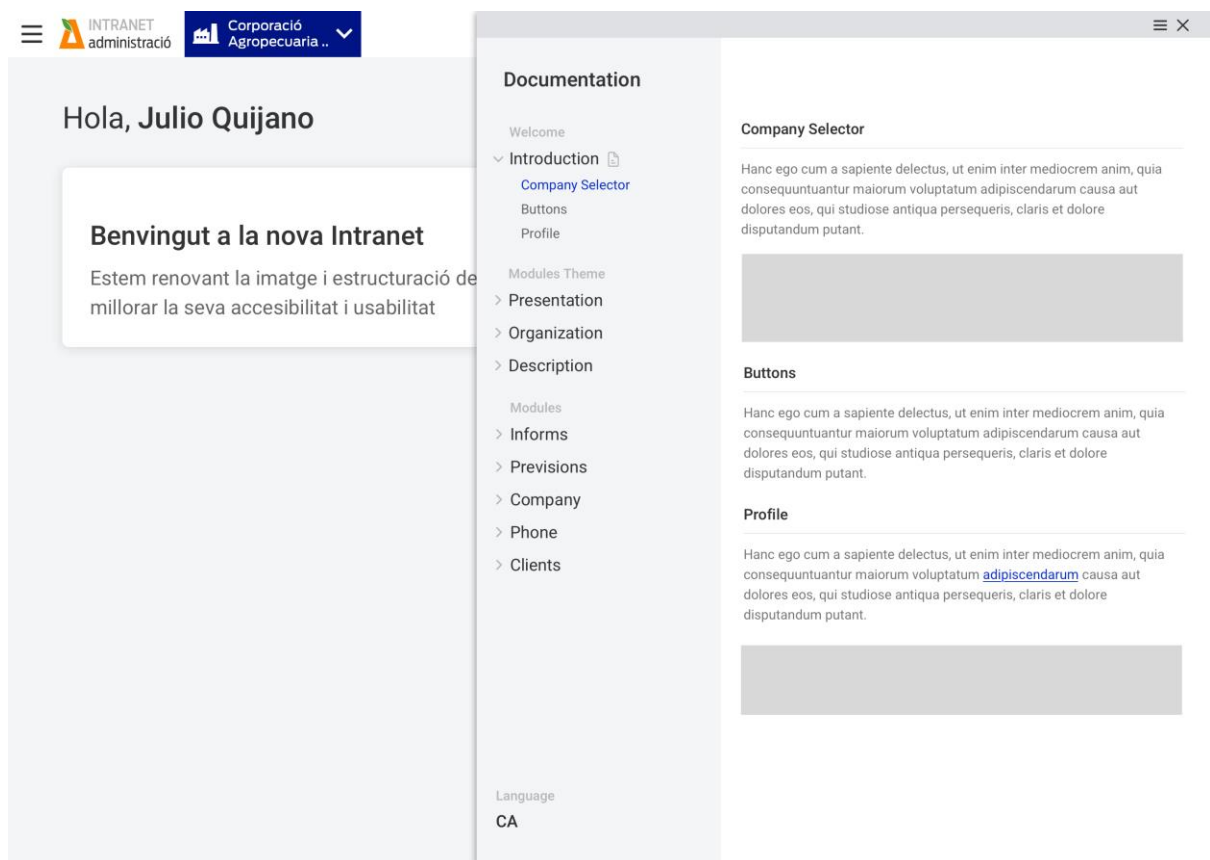 INTRANET
administració
Corporació
Agropecuaria ..
Hola, Julio Quijano
Benvingut a la nova Intranet
Estem renovant la imatge i estructuració de
millorar la seva accesibilitat i usabilitat
Documentation
Welcome
Introduction
Company Selector
Buttons
Profile
Modules Theme
Presentation
Organization
Description
Modules
Informs
Previsions
Company
Phone
Clients
Language
CA
Company Selector
Hanc ego cum a sapiente delectus, ut enim inter mediocrem anim, quia
consequuntuantur maiorum voluptatum adipiscendarum causa aut
dolores eos, qui studiose antiqua persequeris, claris et dolore
disputandum putant.
Buttons
Hanc ego cum a sapiente delectus, ut enim inter mediocrem anim, quia
consequuntuantur maiorum voluptatum adipiscendarum causa aut
dolores eos, qui studiose antiqua persequeris, claris et dolore
disputandum putant.
Profile
Hanc ego cum a sapiente delectus, ut enim inter mediocrem anim, quia
consequuntuantur maiorum voluptatum adipiscendarum causa aut
dolores eos, qui studiose antiqua persequeris, claris et dolore
disputandum putant.